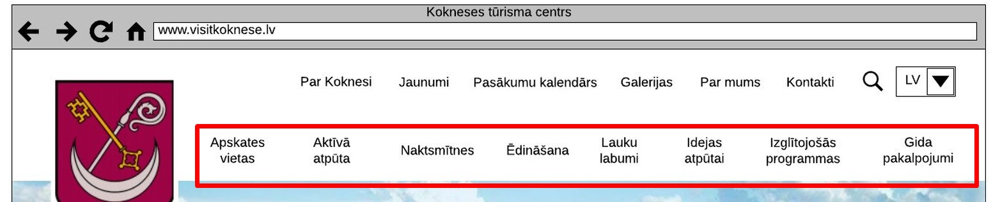 Kokneses tūrisma centrs
www.visitkoknese.lv
Par Koknesi Jaunumi Pasākumu kalendārs Galerijas Par mums Kontakti LV
Apskates vietas
Aktīvā atpūta
Naktsmītnes
Ēdināšana
Lauku labumi
Idejas atpūtai
Izglītojošās programmas
Gida pakalpojumi